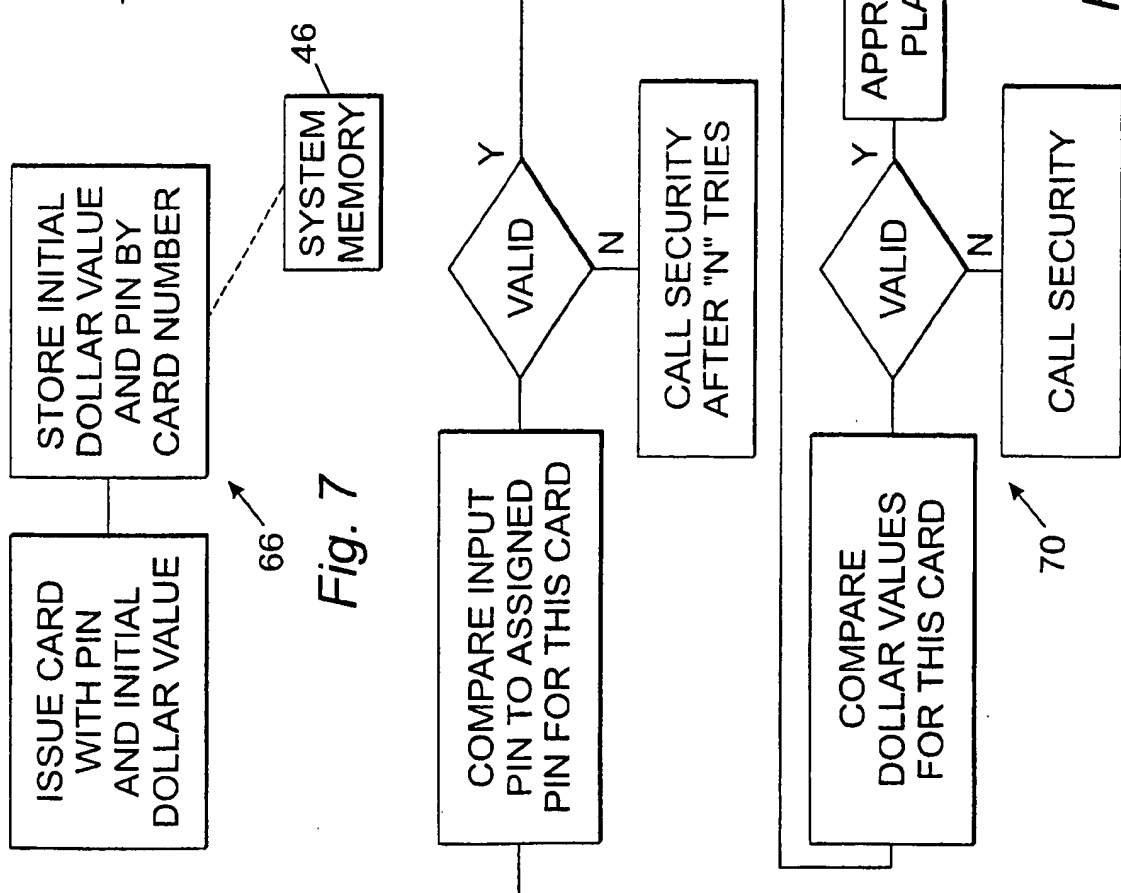 ISSUE CARD
WITH PIN
AND INITIAL
DOLLAR VALUE
STORE INITIAL
DOLLAR VALUE
AND PIN BY
CARD NUMBER
66
SYSTEM
MEMORY
46
Fig. 7
COMPARE INPUT
PIN TO ASSIGNED
PIN FOR THIS CARD
VALID
Y
N
CALL SECURITY
AFTER "N" TRIES
COMPARE
DOLLAR VALUES
FOR THIS CARD
VALID
Y
N
APPR
PLA
CALL SECURITY
70